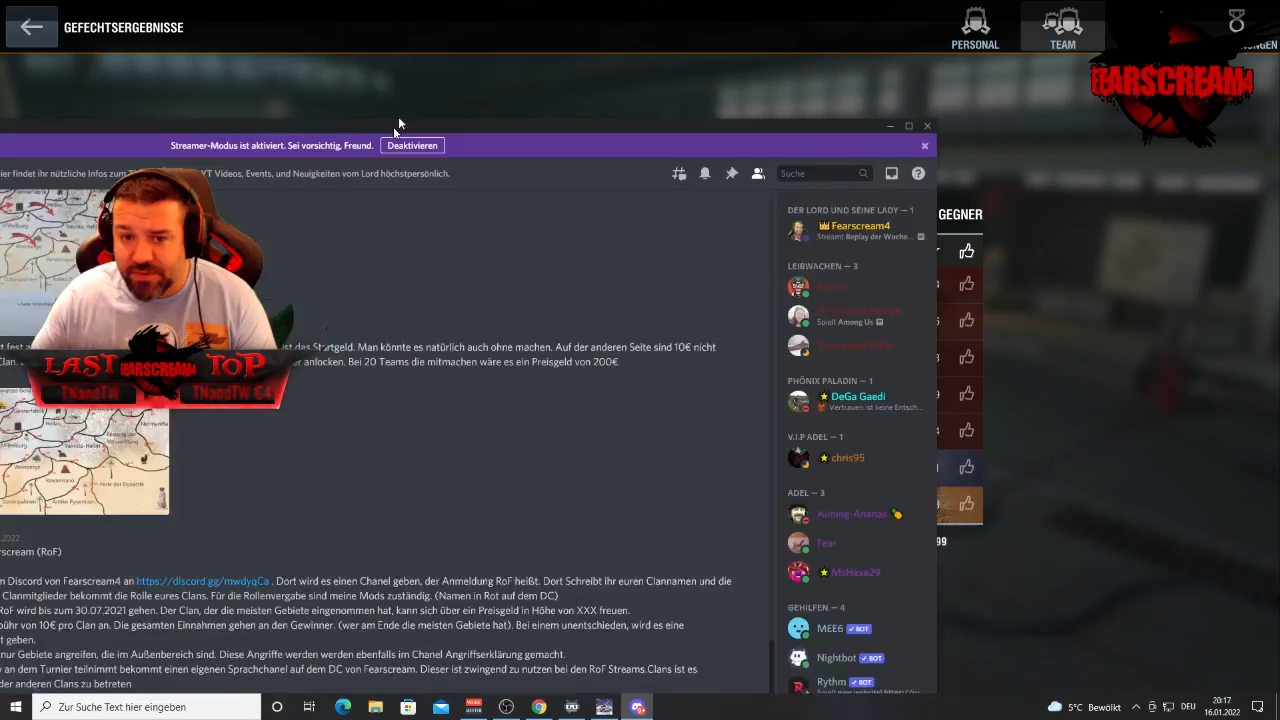 GEFECHTSERGEBNISSE
PERSONAL
TEAM
FEARSCREAM4
Streamer-Modus ist aktiviert. Sei vorsichtig, Freund.
Deaktivieren
ier findet ihr nützliche Infos zum
YT Videos, Events, und Neuigkeiten vom Lord höchstpersönlich.
Suche
DER LORD UND SEINE LADY — 1
GEGNER
Fearscream4
Streamt Replay der Woche...
LEIBWACHEN — 3
Spielt Among Us
ist das Startgeld. Man könnte es natürlich auch ohne machen. Auf der anderen Seite sind 10€ nicht
anlocken. Bei 20 Teams die mitmachen wäre es ein Preisgeld von 200€
LAST
FEARSCREAM4
TOP
TNandTW
TNandTW €4
PHÖNIX PALADIN — 1
DeGa Gaedi
Vertrauen ist keine Entsch...
V.I.P ADEL — 1
chris95
ADEL — 3
Aiming-Ananas
Fear
MsHexe29
.2022
scream (RoF)
m Discord von Fearscream4 an https://discord.gg/mwdyqCa . Dort wird es einen Chanel geben, der Anmeldung RoF heißt. Dort Schreibt ihr euren Clannamen und die
Clanmitglieder bekommt die Rolle eures Clans. Für die Rollenvergabe sind meine Mods zuständig. (Namen in Rot auf dem DC)
RoF wird bis zum 30.07.2021 gehen. Der Clan, der die meisten Gebiete eingenommen hat, kann sich über ein Preisgeld in Höhe von XXX freuen.
bühr von 10€ pro Clan an. Die gesamten Einnahmen gehen an den Gewinner. (wer am Ende die meisten Gebiete hat). Bei einem unentschieden, wird es eine
t geben.
nur Gebiete angreifen, die im Außenbereich sind. Diese Angriffe werden werden ebenfalls im Chanel Angriffserklärung gemacht.
y an dem Turnier teilnimmt bekommt einen eigenen Sprachchanel auf dem DC von Fearscream. Dieser ist zwingend zu nutzen bei den RoF Streams.Clans ist es
der anderen Clans zu betreten
GEHILFEN — 4
MEE6 BOT
Nightbot BOT
Rythm BOT
99
Zur Suche Text hier eingeben
5°C Bewölkt
DEU
20:17
16.01.2022